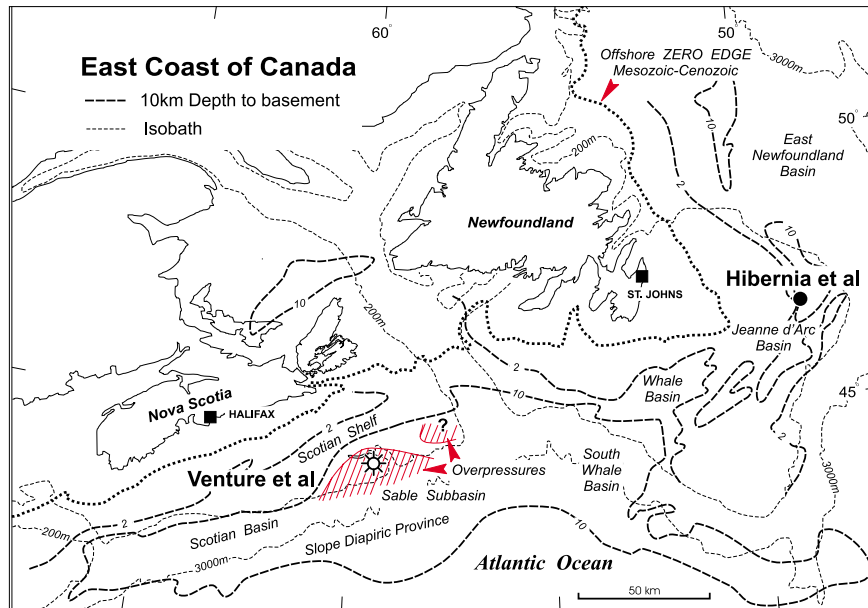 60°
50°
East Coast of Canada
10km Depth to basement
Isobath
Offshore ZERO EDGE
Mesozoic-Cenozoic
3000m
50°
10
East
Newfoundland
Basin
200m
2
Newfoundland
10
ST. JOHNS
Hibernia et al
10
200m
Jeanne d'Arc
Basin
2
Whale
Basin
45°
10
Nova Scotia
HALIFAX
2
Scotian Shelf
?
Overpressures
South
Whale
Basin
Venture et al
Sable Subbasin
3000m
2
200m
Scotian Basin
3000m
Slope Diapiric Province
10
Atlantic Ocean
50 km